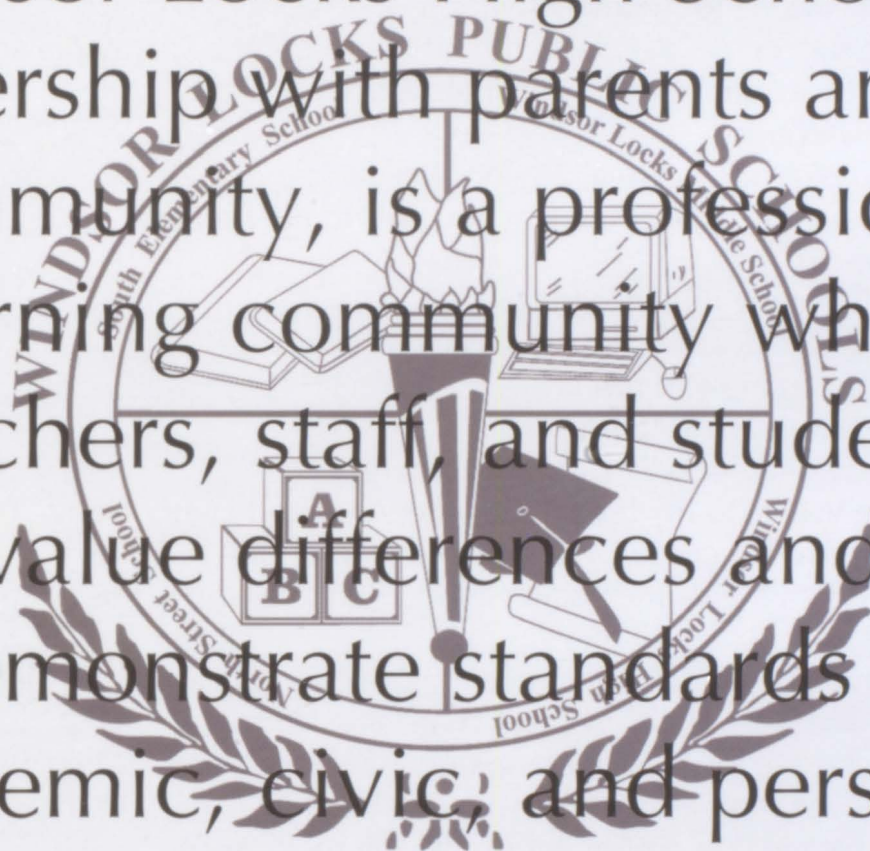 ership with parents
munity, is a professio
rning community wh
chers, staff, and stude
value differences and
monstrate standards
emic, civic, and pers
WINDSOR LOCKS PUBLIC SCHOOLS
South Elementary School
Windsor Locks Middle School
North Street School
Windsor Locks High School
A
B C